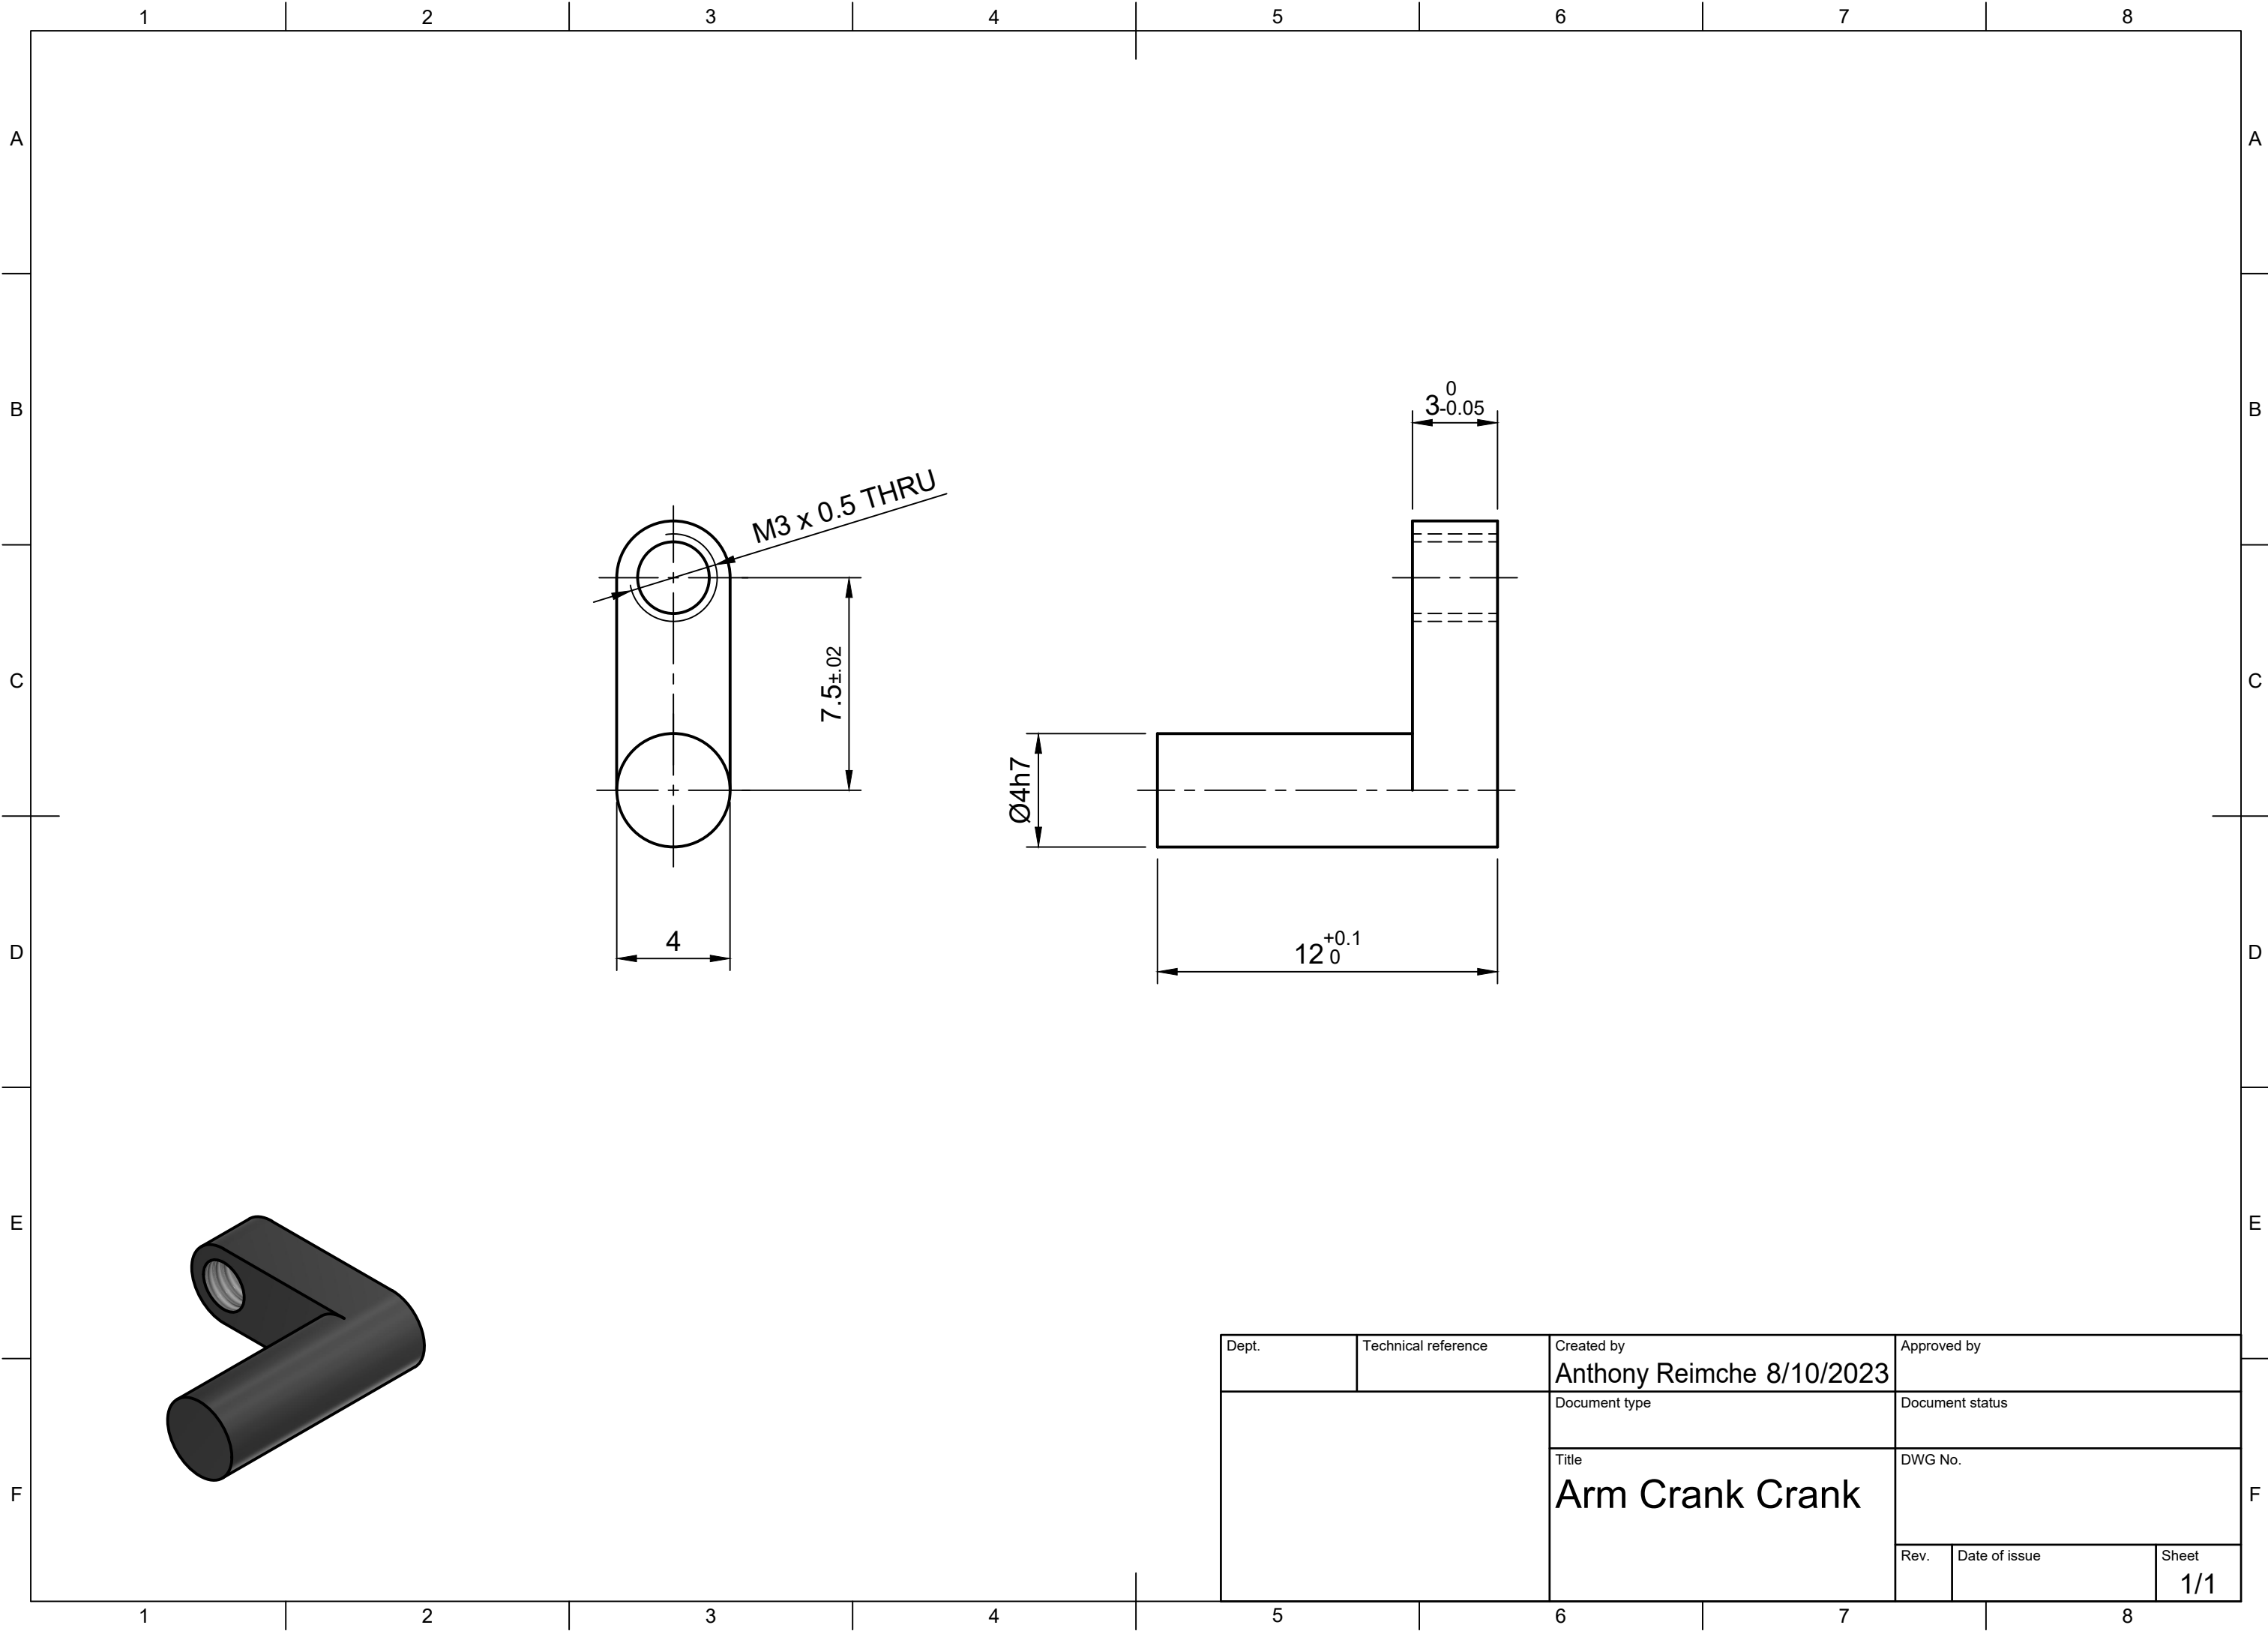 1 2 3 4 5 6 7 8
A A
B B
C C
D D
E E
F F
M3 x 0.5 THRU
7.5±.02
4
0
3-0.05
Ø4h7
+0.1
12 0
Dept.
Technical reference
Created by
Anthony Reimche 8/10/2023
Approved by
Document type
Document status
Title
Arm Crank Crank
DWG No.
Rev.
Date of issue
Sheet
1/1
1 2 3 4 5 6 7 8